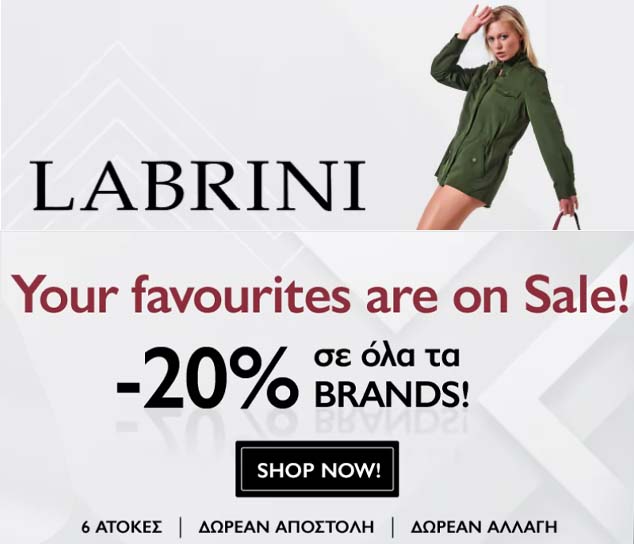 LABRINI
Your favourites are on Sale!
-20% σε όλα τα
BRANDS!
SHOP NOW!
6 ΑΤΟΚΕΣ | ΔΩΡΕΑΝ ΑΠΟΣΤΟΛΗ | ΔΩΡΕΑΝ ΑΛΛΑΓΗ